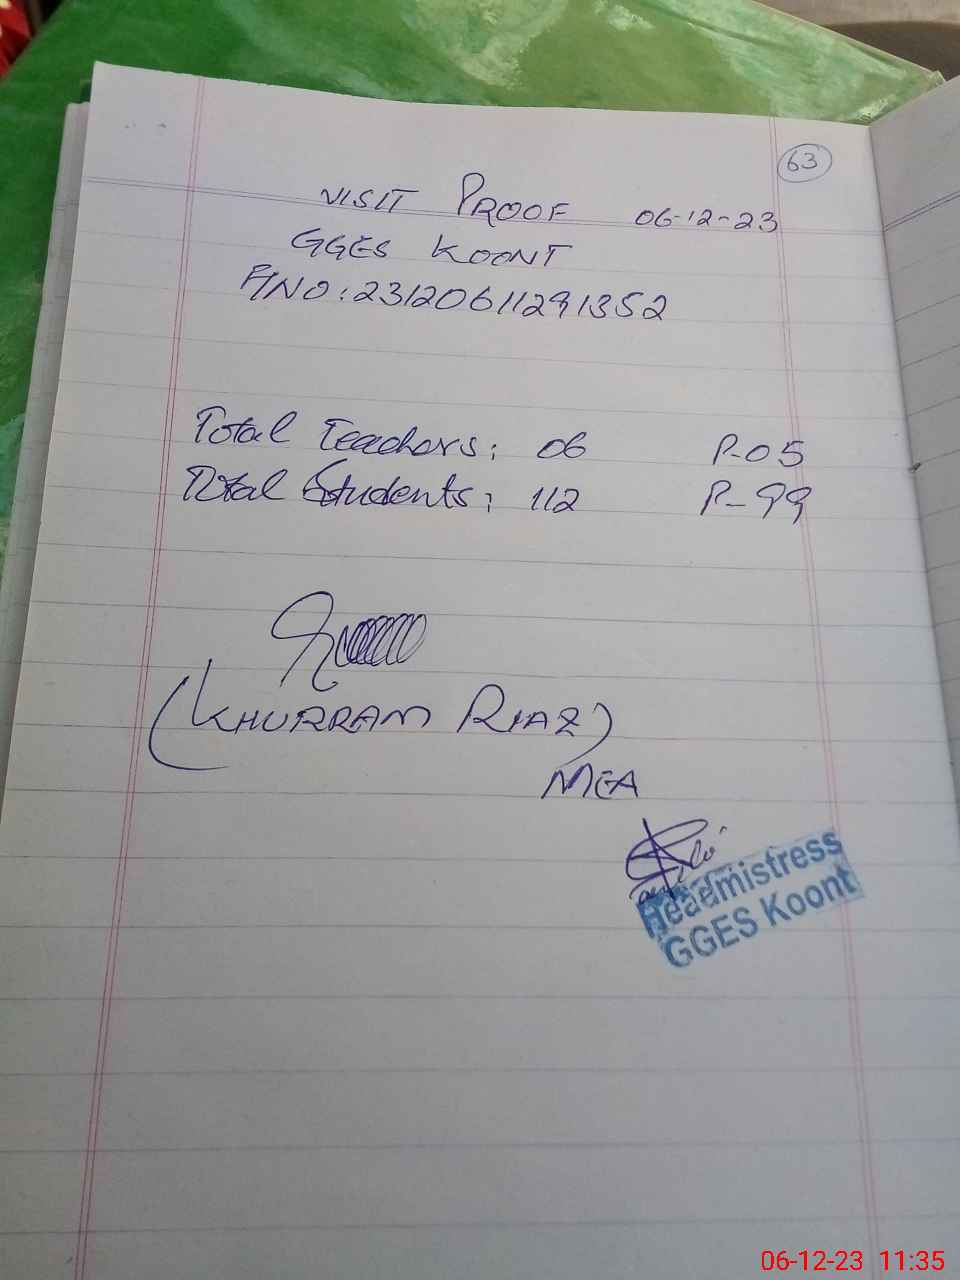 63
VISIT PROOF 06-12-23
GGES KOONT
F/NO: 23120611291352
Total Teachers: 06 P-05
Total Students: 112 P-99
(KHURRAM RIAZ)
MEA
Headmistress
GGES Koont
06-12-23 11:35